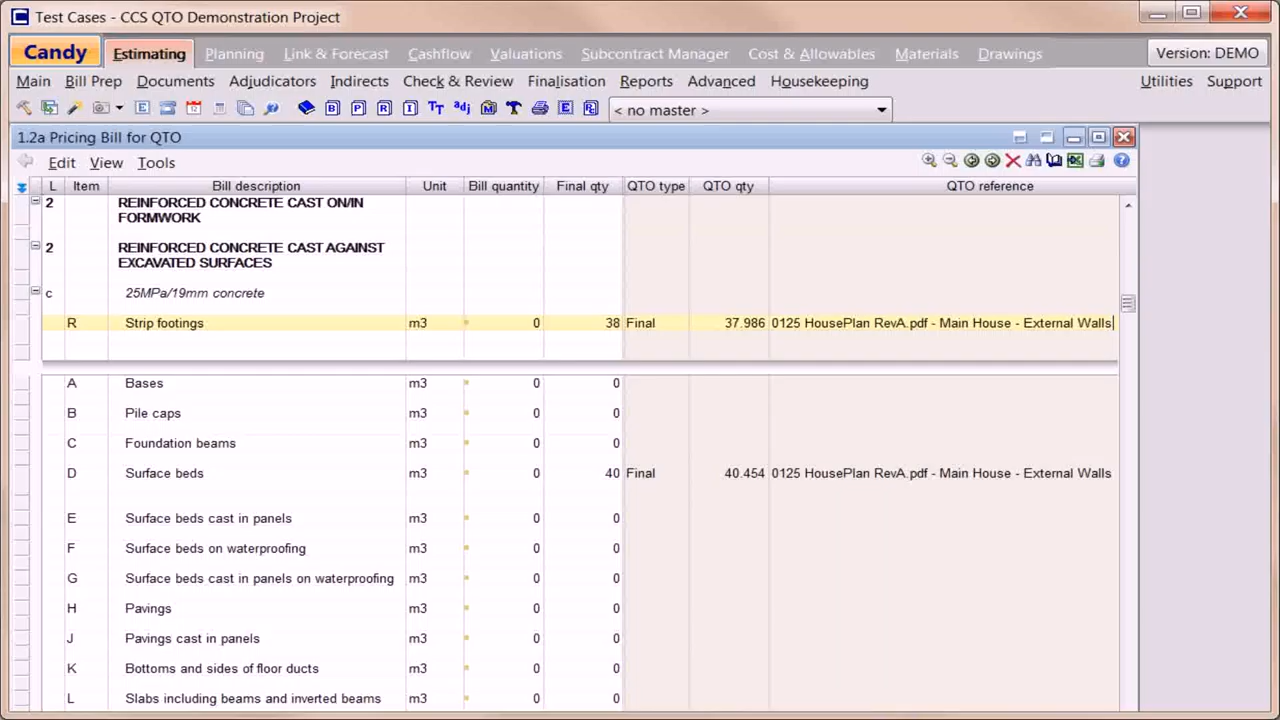 Test Cases - CCS QTO Demonstration Project
Candy Estimating Planning Link & Forecast Cashflow Valuations Subcontract Manager Cost & Allowables Materials Drawings Version: DEMO
Main Bill Prep Documents Adjudicators Indirects Check & Review Finalisation Reports Advanced Housekeeping Utilities Support
< no master >
1.2a Pricing Bill for QTO
Edit View Tools
L Item Bill description Unit Bill quantity Final qty QTO type QTO qty QTO reference
2 REINFORCED CONCRETE CAST ON/IN
FORMWORK
2 REINFORCED CONCRETE CAST AGAINST
EXCAVATED SURFACES
c 25MPa/19mm concrete
R Strip footings m3 0 38 Final 37.986 0125 HousePlan RevA.pdf - Main House - External Walls
A Bases m3 0 0
B Pile caps m3 0 0
C Foundation beams m3 0 0
D Surface beds m3 0 40 Final 40.454 0125 HousePlan RevA.pdf - Main House - External Walls
E Surface beds cast in panels m3 0 0
F Surface beds on waterproofing m3 0 0
G Surface beds cast in panels on waterproofing m3 0 0
H Pavings m3 0 0
J Pavings cast in panels m3 0 0
K Bottoms and sides of floor ducts m3 0 0
L Slabs including beams and inverted beams m3 0 0